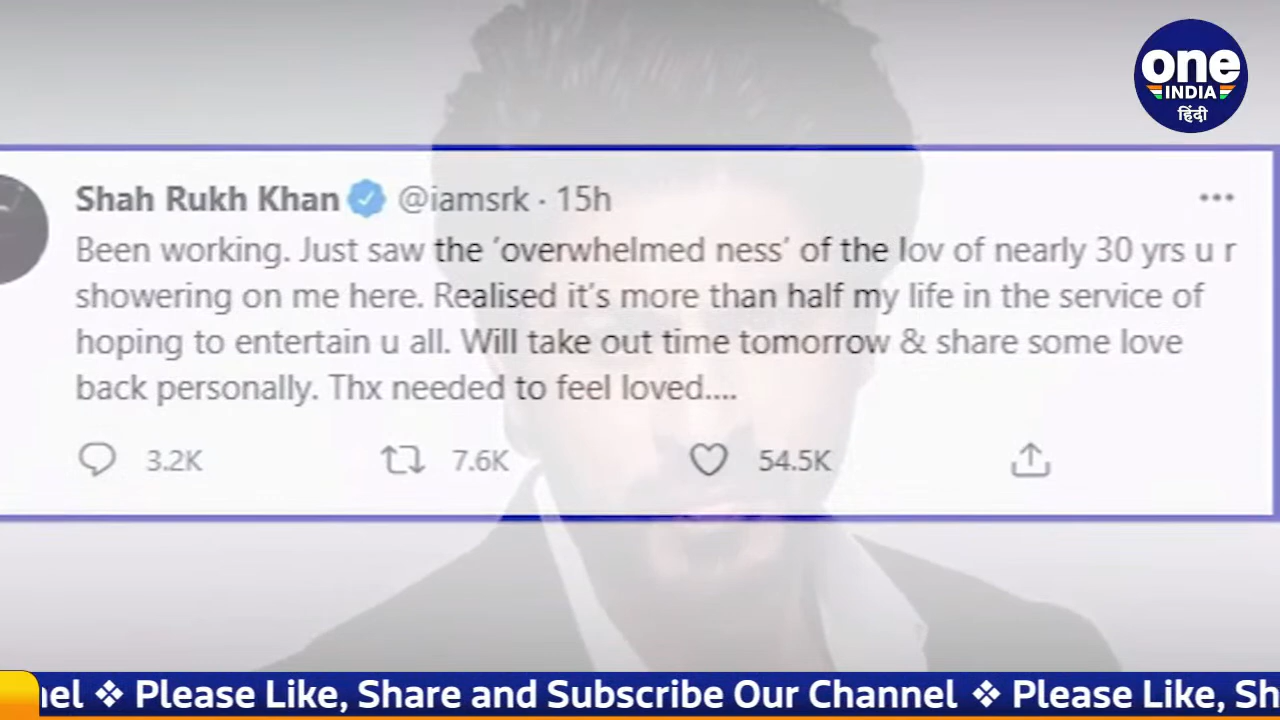 one
INDIA
हिंदी
Shah Rukh Khan @iamsrk · 15h
Been working. Just saw the ‘overwhelmed ness’ of the lov of nearly 30 yrs u r
showering on me here. Realised it’s more than half my life in the service of
hoping to entertain u all. Will take out time tomorrow & share some love
back personally. Thx needed to feel loved....
3.2K 7.6K 54.5K
nel ❖ Please Like, Share and Subscribe Our Channel ❖ Please Like, Sh